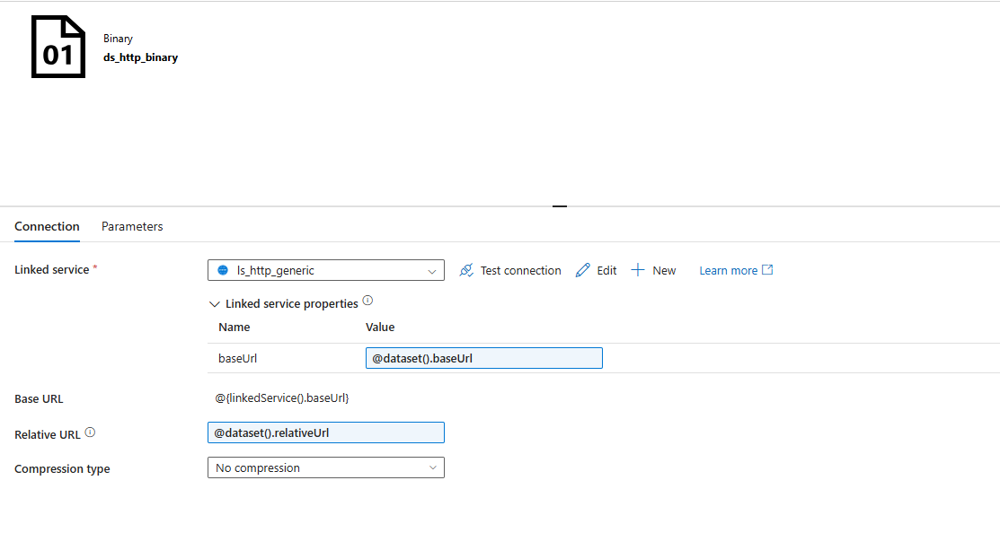 01
Binary
ds_http_binary
Connection Parameters
Linked service * ls_http_generic Test connection Edit New Learn more
Linked service properties
Name Value
baseUrl @dataset().baseUrl
Base URL @{linkedService().baseUrl}
Relative URL @dataset().relativeUrl
Compression type No compression